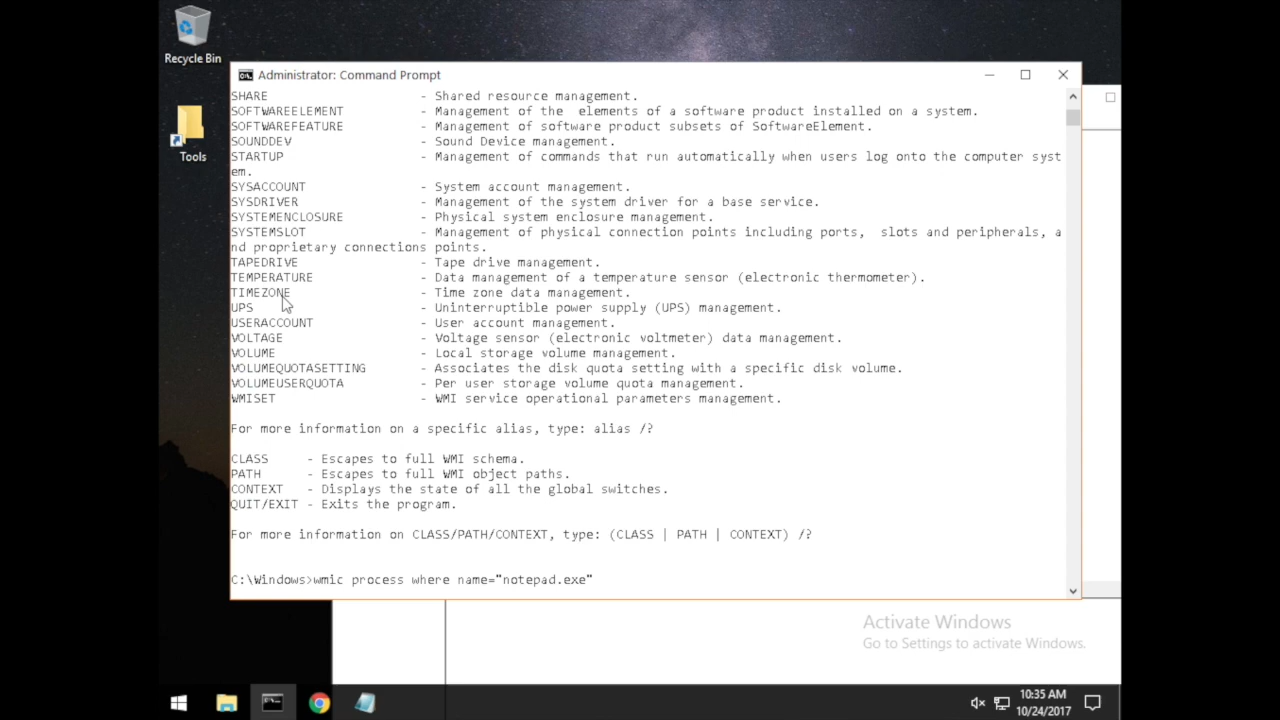 Recycle Bin
Tools
Administrator: Command Prompt
SHARE - Shared resource management.
SOFTWAREELEMENT - Management of the  elements of a software product installed on a system.
SOFTWAREFEATURE - Management of software product subsets of SoftwareElement.
SOUNDDEV - Sound Device management.
STARTUP - Management of commands that run automatically when users log onto the computer syst
em.
SYSACCOUNT - System account management.
SYSDRIVER - Management of the system driver for a base service.
SYSTEMENCLOSURE - Physical system enclosure management.
SYSTEMSLOT - Management of physical connection points including ports,  slots and peripherals, a
nd proprietary connections points.
TAPEDRIVE - Tape drive management.
TEMPERATURE - Data management of a temperature sensor (electronic thermometer).
TIMEZONE - Time zone data management.
UPS - Uninterruptible power supply (UPS) management.
USERACCOUNT - User account management.
VOLTAGE - Voltage sensor (electronic voltmeter) data management.
VOLUME - Local storage volume management.
VOLUMEQUOTASETTING - Associates the disk quota setting with a specific disk volume.
VOLUMEUSERQUOTA - Per user storage volume quota management.
WMISET - WMI service operational parameters management.
For more information on a specific alias, type: alias /?
CLASS - Escapes to full WMI schema.
PATH - Escapes to full WMI object paths.
CONTEXT - Displays the state of all the global switches.
QUIT/EXIT - Exits the program.
For more information on CLASS/PATH/CONTEXT, type: (CLASS | PATH | CONTEXT) /?
C:\Windows>wmic process where name="notepad.exe"
Activate Windows
Go to Settings to activate Windows.
10:35 AM
10/24/2017